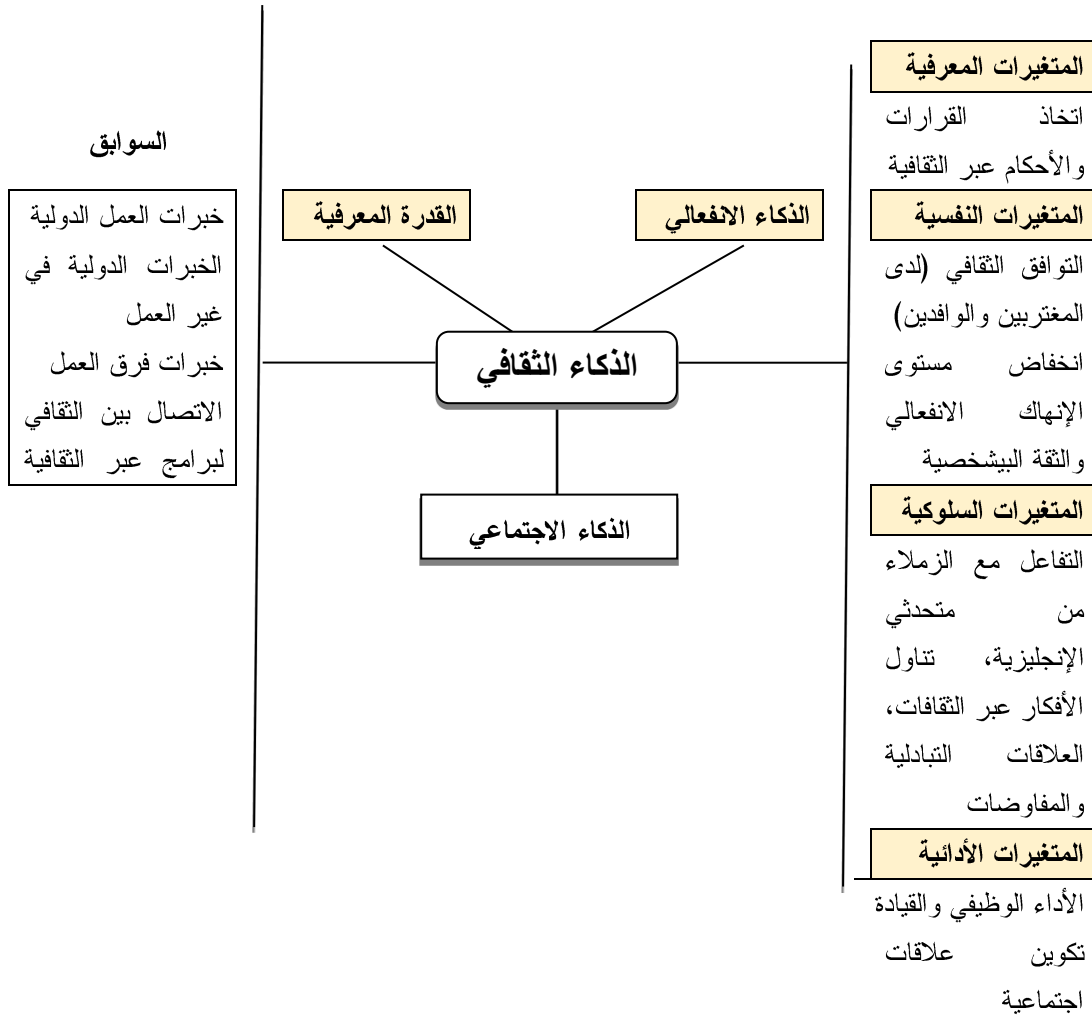 المتغيرات المعرفية
اتخاذ القرارات
والأحكام عبر الثقافية
المتغيرات النفسية
التوافق الثقافي (لدى
المغتربين والوافدين)
انخفاض مستوى
الإنهاك الانفعالي
والثقة البيشخصية
المتغيرات السلوكية
التفاعل مع الزملاء
من متحدثي
الإنجليزية، تناول
الأفكار عبر الثقافات،
العلاقات التبادلية
والمفاوضات
المتغيرات الأدائية
الأداء الوظيفي والقيادة
تكوين علاقات
اجتماعية
الذكاء الانفعالي
القدرة المعرفية
الذكاء الثقافي
الذكاء الاجتماعي
السوابق
خبرات العمل الدولية
الخبرات الدولية في
غير العمل
خبرات فرق العمل
الاتصال بين الثقافي
لبرامج عبر الثقافية